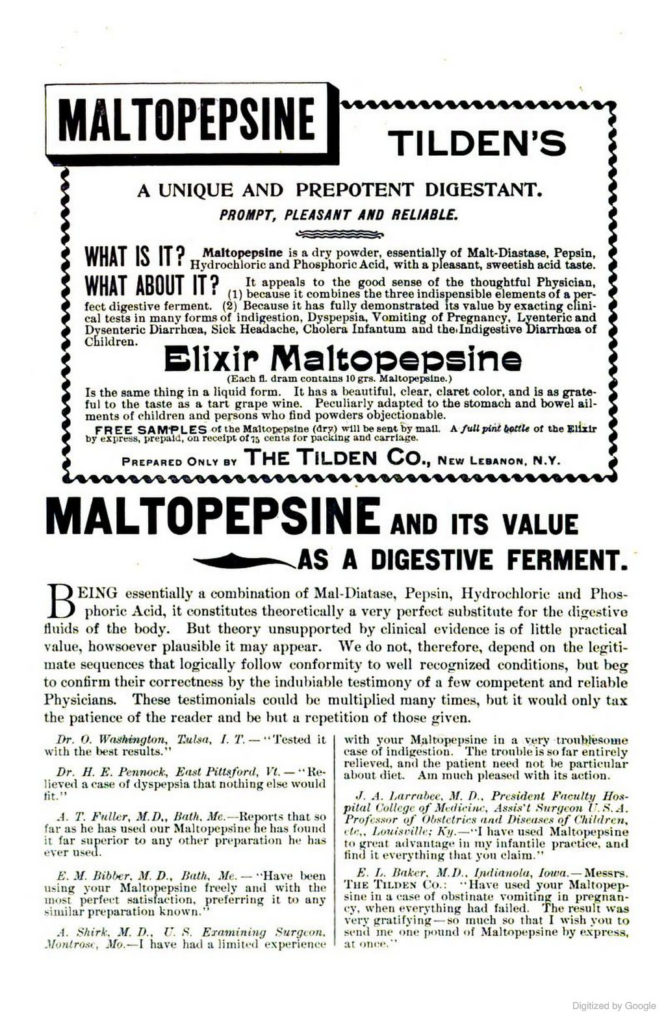 MALTOPEPSINE
TILDEN'S
A UNIQUE AND PREPOTENT DIGESTANT.
PROMPT, PLEASANT AND RELIABLE.
WHAT IS IT? Maltopepsine is a dry powder, essentially of Malt-Diastase, Pepsin,
Hydrochloric and Phosphoric Acid, with a pleasant, sweetish acid taste.
WHAT ABOUT IT? It appeals to the good sense of the thoughtful Physician,
(1) because it combines the three indispensible elements of a per-
fect digestive ferment. (2) Because it has fully demonstrated its value by exacting clini-
cal tests in many forms of indigestion, Dyspepsia, Vomiting of Pregnancy, Lyenteric and
Dysenteric Diarrhœa, Sick Headache, Cholera Infantum and the Indigestive Diarrhœa of
Children.
Elixir Maltopepsine
(Each fl. dram contains 10 grs. Maltopepsine.)
Is the same thing in a liquid form. It has a beautiful, clear, claret color, and is as grate-
ful to the taste as a tart grape wine. Peculiarly adapted to the stomach and bowel ail-
ments of children and persons who find powders objectionable.
FREE SAMPLES of the Maltopepsine (dry) will be sent by mail. A full pint bottle of the Elixir
by express, prepaid, on receipt of 75 cents for packing and carriage.
PREPARED ONLY BY THE TILDEN CO., NEW LEBANON, N.Y.
MALTOPEPSINE AND ITS VALUE
AS A DIGESTIVE FERMENT.
BEING essentially a combination of Mal-Diatase, Pepsin, Hydrochloric and Phos-
phoric Acid, it constitutes theoretically a very perfect substitute for the digestive
fluids of the body. But theory unsupported by clinical evidence is of little practical
value, howsoever plausible it may appear. We do not, therefore, depend on the legiti-
mate sequences that logically follow conformity to well recognized conditions, but beg
to confirm their correctness by the indubiable testimony of a few competent and reliable
Physicians. These testimonials could be multiplied many times, but it would only tax
the patience of the reader and be but a repetition of those given.
Dr. O. Washington, Tulsa, I. T.—"Tested it
with the best results."
Dr. H. E. Pennock, East Pittsford, Vt.—"Re-
lieved a case of dyspepsia that nothing else would
fit."
A. T. Fuller, M.D., Bath, Me.—Reports that so
far as he has used our Maltopepsine he has found
it far superior to any other preparation he has
ever used.
E. M. Bibber, M.D., Bath, Me.—"Have been
using your Maltopepsine freely and with the
most perfect satisfaction, preferring it to any
similar preparation known."
A. Shirk, M. D., U. S. Examining Surgeon,
Montrose, Mo.—I have had a limited experience
with your Maltopepsine in a very troublesome
case of indigestion. The trouble is so far entirely
relieved, and the patient need not be particular
about diet. Am much pleased with its action.
J. A. Larrabee, M. D., President Faculty Hos-
pital College of Medicine, Assis't Surgeon U. S. A.
Professor of Obstetrics and Diseases of Children,
etc., Louisville; Ky.—"I have used Maltopepsine
to great advantage in my infantile practice, and
find it everything that you claim."
E. L. Baker, M.D., Indianola, Iowa.—Messrs.
THE TILDEN CO.: "Have used your Maltopep-
sine in a case of obstinate vomiting in pregnan-
cy, when everything had failed. The result was
very gratifying—so much so that I wish you to
send me one pound of Maltopepsine by express,
at once."
Digitized by Google